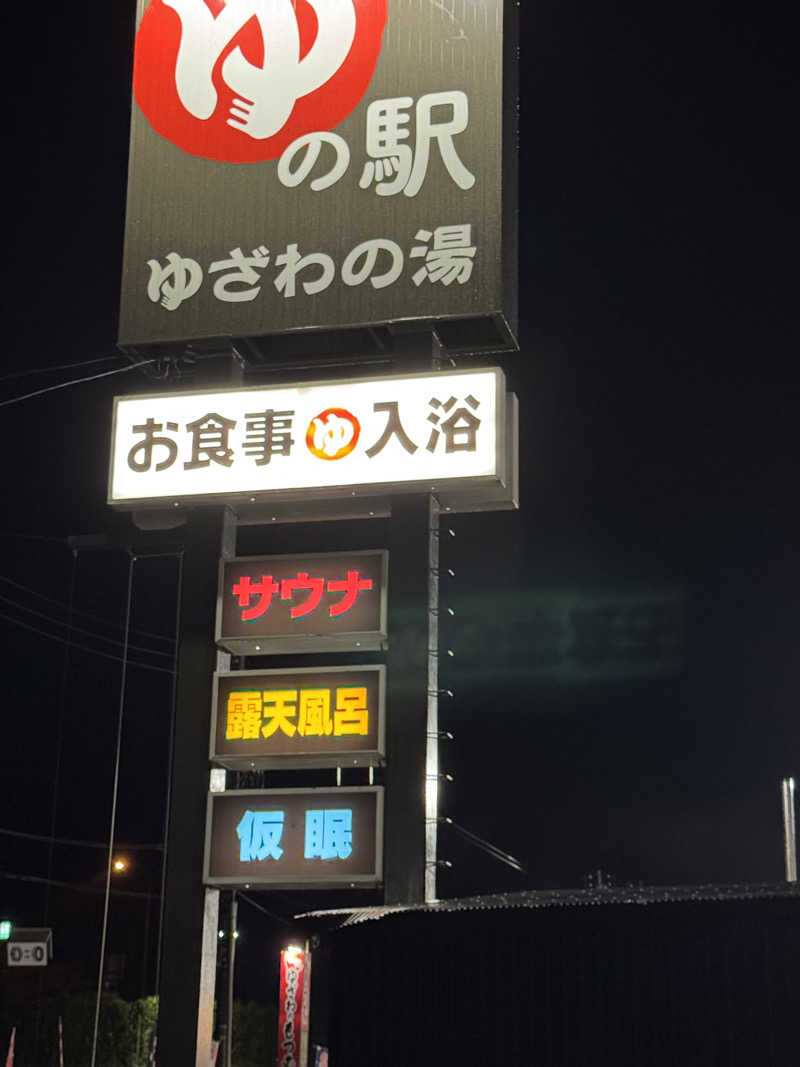 ゆ
の駅
ゆざわの湯
お食事 ゆ 入浴
サウナ
露天風呂
仮眠